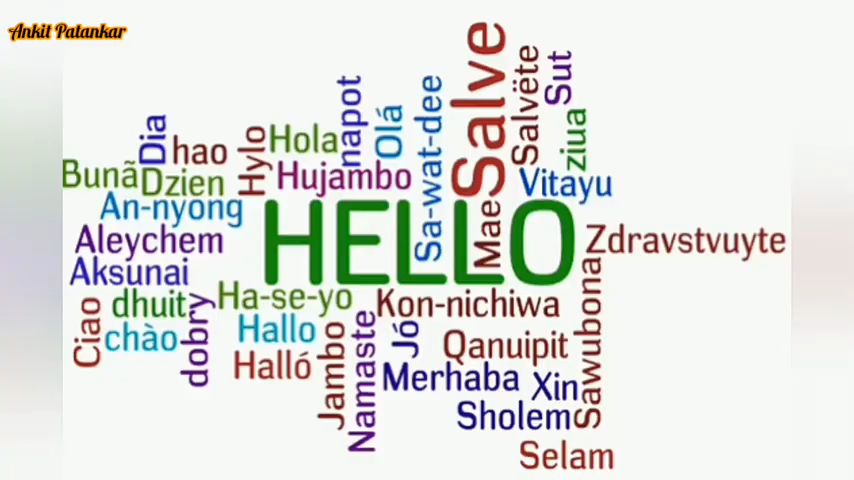 Ankit Patankar
Salve
Salvëte
Sut
napot
Olá
Sa-wat-dee
Dia
hao
Hylo
Hola
ziua
Bunã
Dzien
Hujambo
Vitayu
An-nyong
HELLO
Mae
Aleychem
Zdravstvuyte
Aksunai
Ciao
dhuit
dobry
Ha-se-yo
Kon-nichiwa
Sawubona
chào
Hallo
Jambo
Namaste
Jó
Qanuipit
Halló
Merhaba
Xin
Sholem
Selam